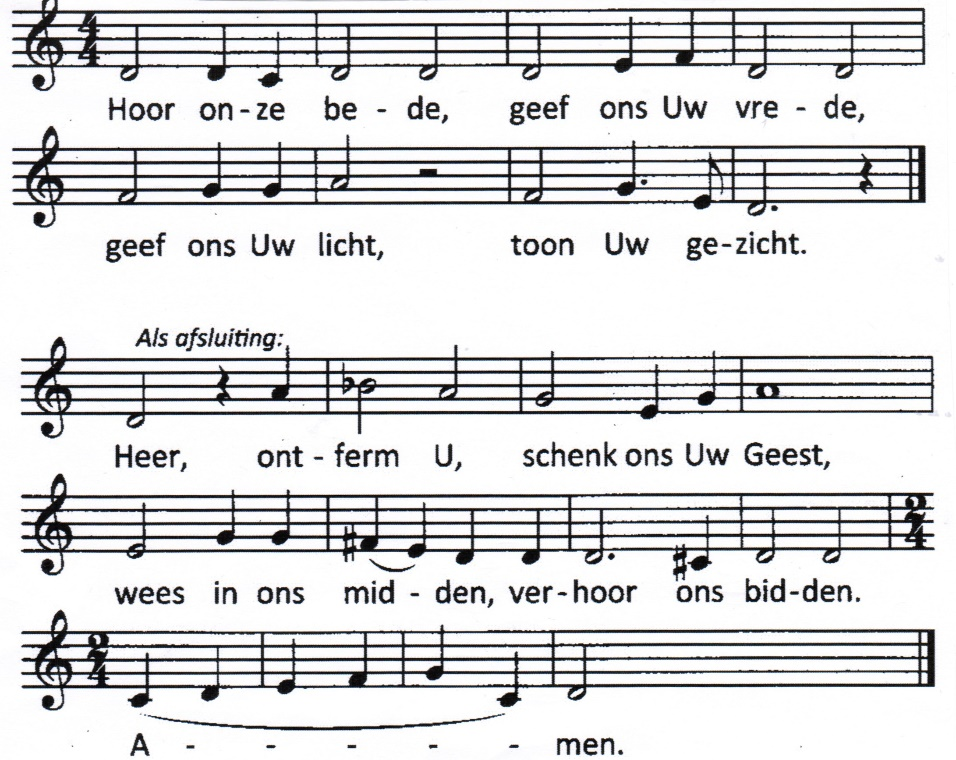 Hoor on-ze be - de, geef ons Uw vre - de,
geef ons Uw licht, toon Uw ge-zicht.
Als afsluiting:
Heer, ont - ferm U, schenk ons Uw Geest,
wees in ons mid - den, ver-hoor ons bid-den.
A - - - - - men.